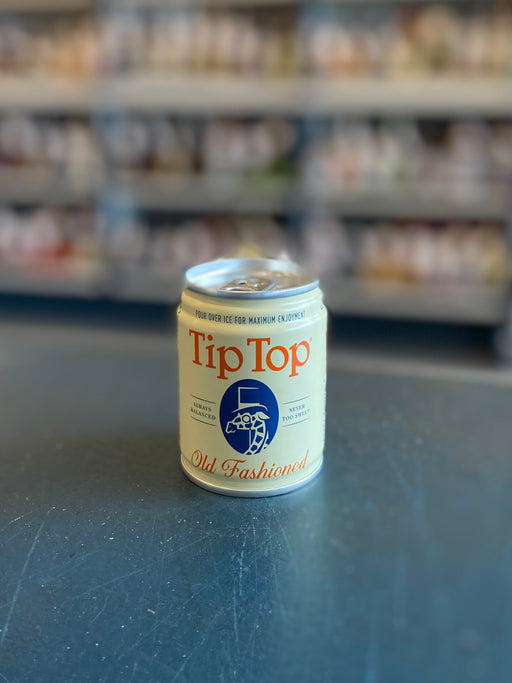 POUR OVER ICE FOR MAXIMUM ENJOYMENT
Tip Top®
ALWAYS
BALANCED
NEVER
TOO SWEET
Old Fashioned